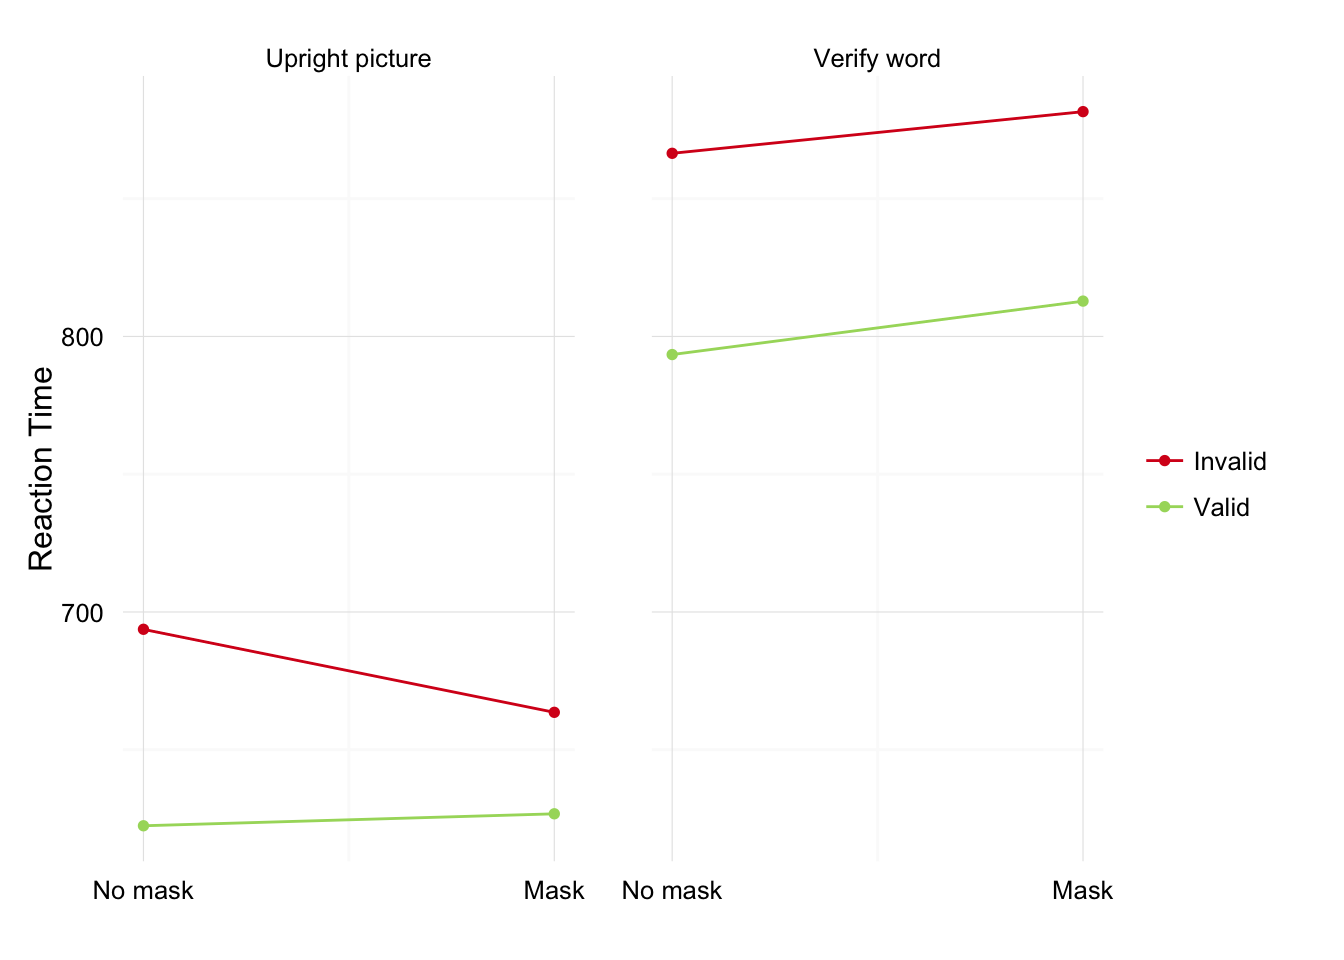 Upright picture
Verify word
800
700
Reaction Time
No mask
Mask
No mask
Mask
Invalid
Valid